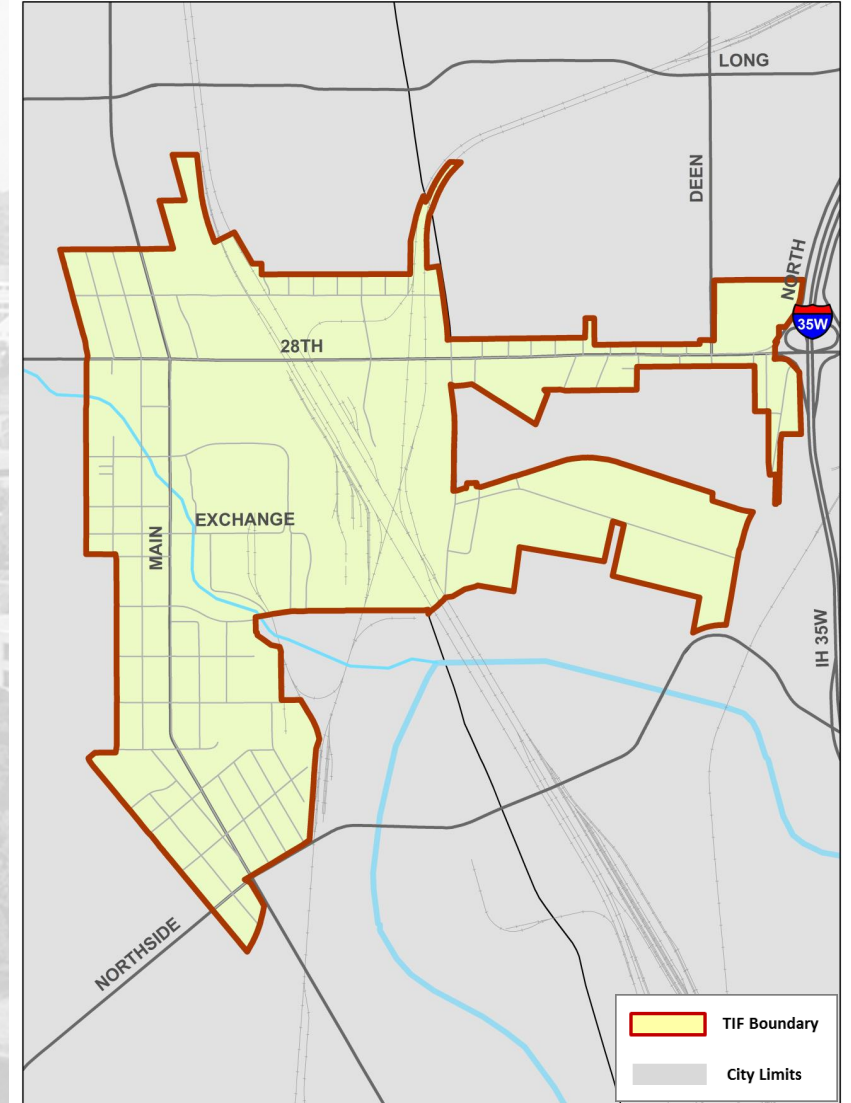 LONG
DEEN
NORTH
35W
28TH
EXCHANGE
MAIN
IH 35W
NORTHSIDE
TIF Boundary
City Limits